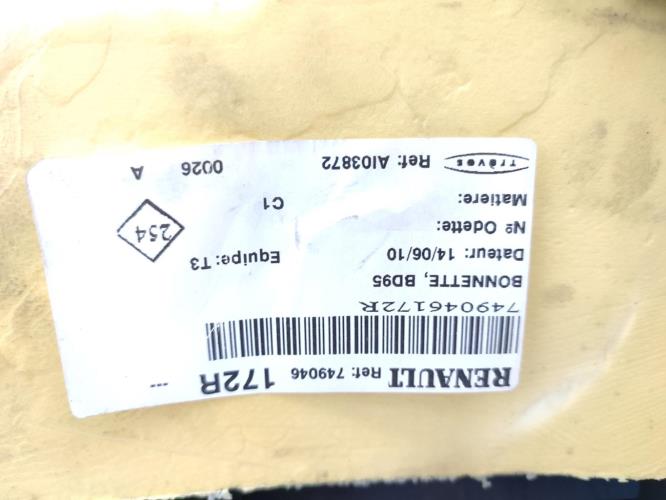 RENAULT Ref: 749046 172R ---
749046172R
BONNETTE, BD95
Dateur: 14/06/10 Equipe: T3
Nº Odette:
Matiere: C1
254
Trèves Ref: AI03872 0026 A